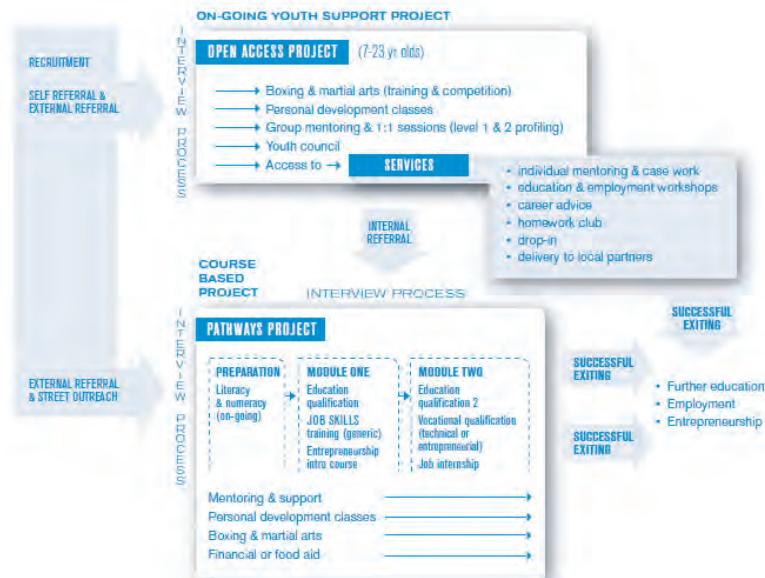 ON-GOING YOUTH SUPPORT PROJECT
INTERVIEW PROCESS
RECRUITMENT
SELF REFERRAL &
EXTERNAL REFERRAL
OPEN ACCESS PROJECT (7-23 yr olds)
Boxing & martial arts (training & competition)
Personal development classes
Group mentoring & 1:1 sessions (level 1 & 2 profiling)
Youth council
Access to → SERVICES
• individual mentoring & case work
• education & employment workshops
• career advice
• homework club
• drop-in
• delivery to local partners
INTERNAL
REFERRAL
COURSE
BASED
PROJECT
INTERVIEW PROCESS
INTERVIEW PROCESS
EXTERNAL REFERRAL
& STREET OUTREACH
PATHWAYS PROJECT
PREPARATION
Literacy
& numeracy
(on-going)
MODULE ONE
Education
qualification
JOB SKILLS
training (generic)
Entrepreneurship
intro course
MODULE TWO
Education
qualification 2
Vocational qualification
(technical or
entrepreneurial)
Job internship
Mentoring & support
Personal development classes
Boxing & martial arts
Financial or food aid
SUCCESSFUL
EXITING
SUCCESSFUL
EXITING
SUCCESSFUL
EXITING
• Further education
• Employment
• Entrepreneurship